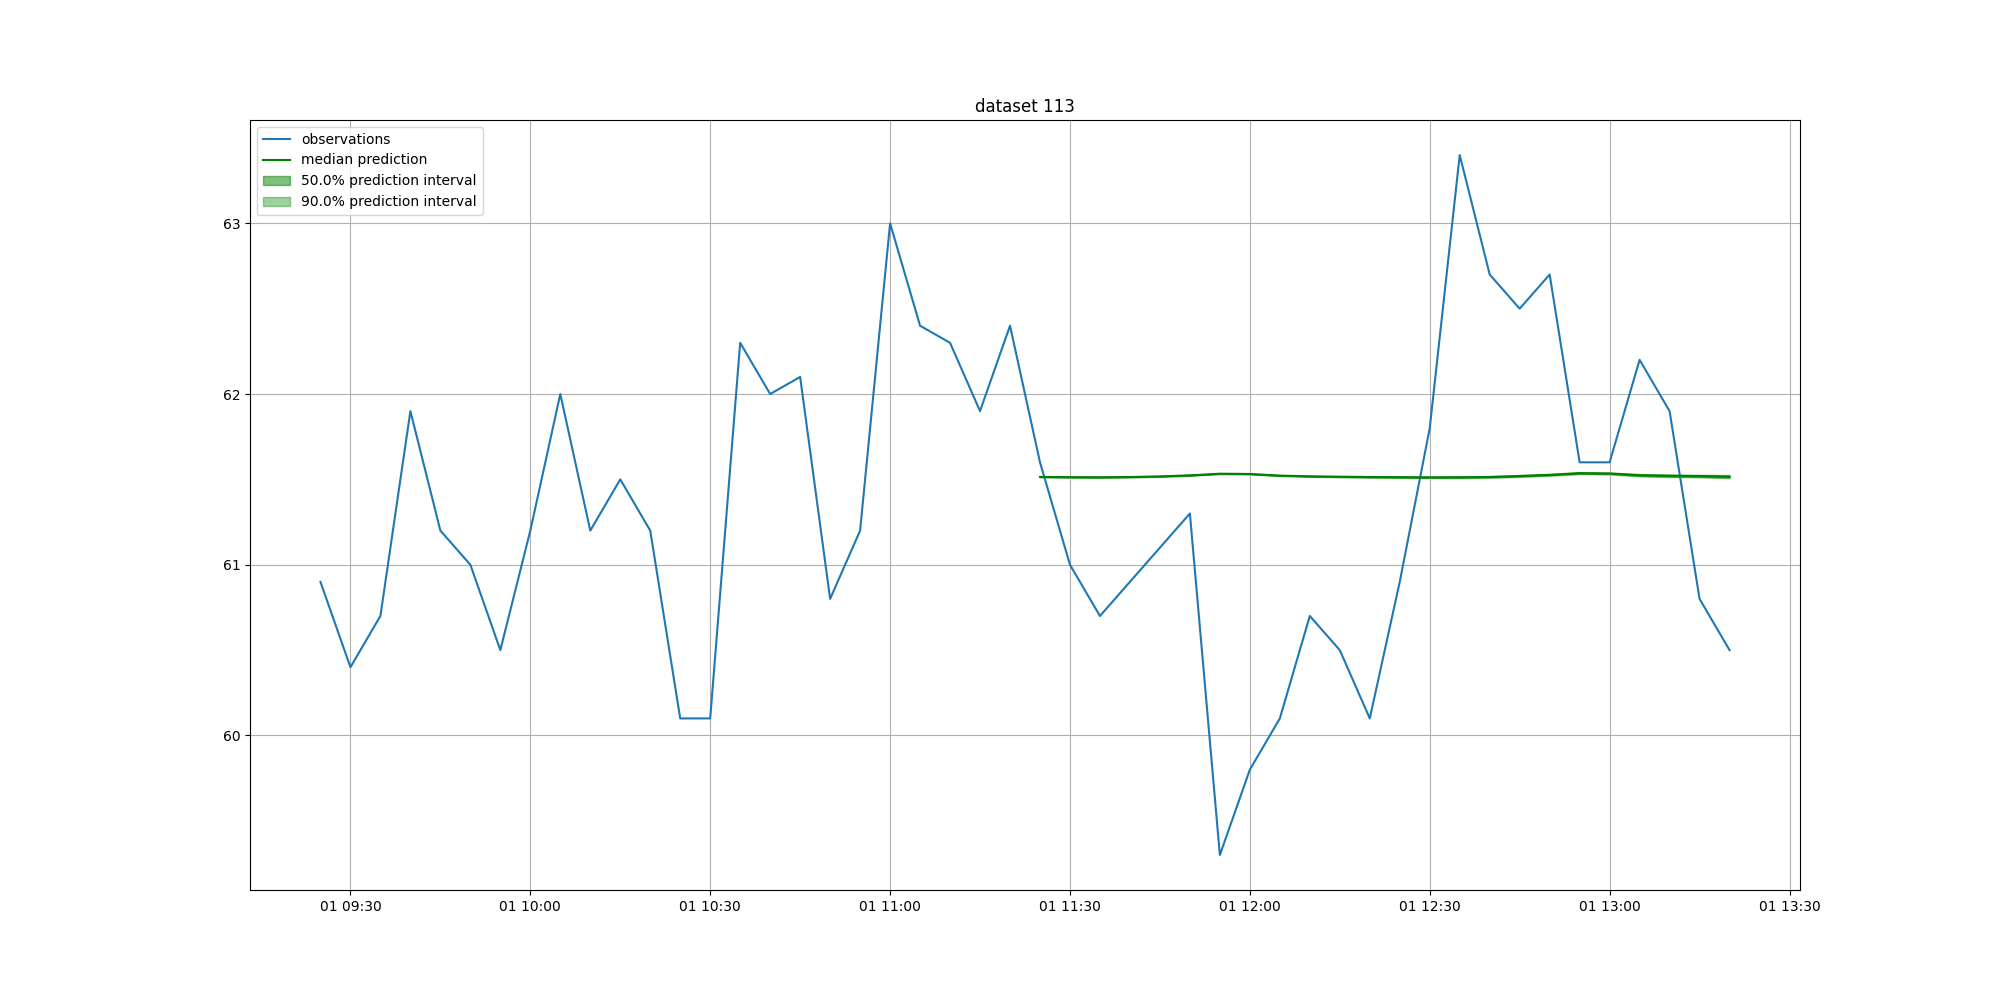 dataset 113
observations
median prediction
50.0% prediction interval
90.0% prediction interval
63
62
61
60
01 09:30
01 10:00
01 10:30
01 11:00
01 11:30
01 12:00
01 12:30
01 13:00
01 13:30